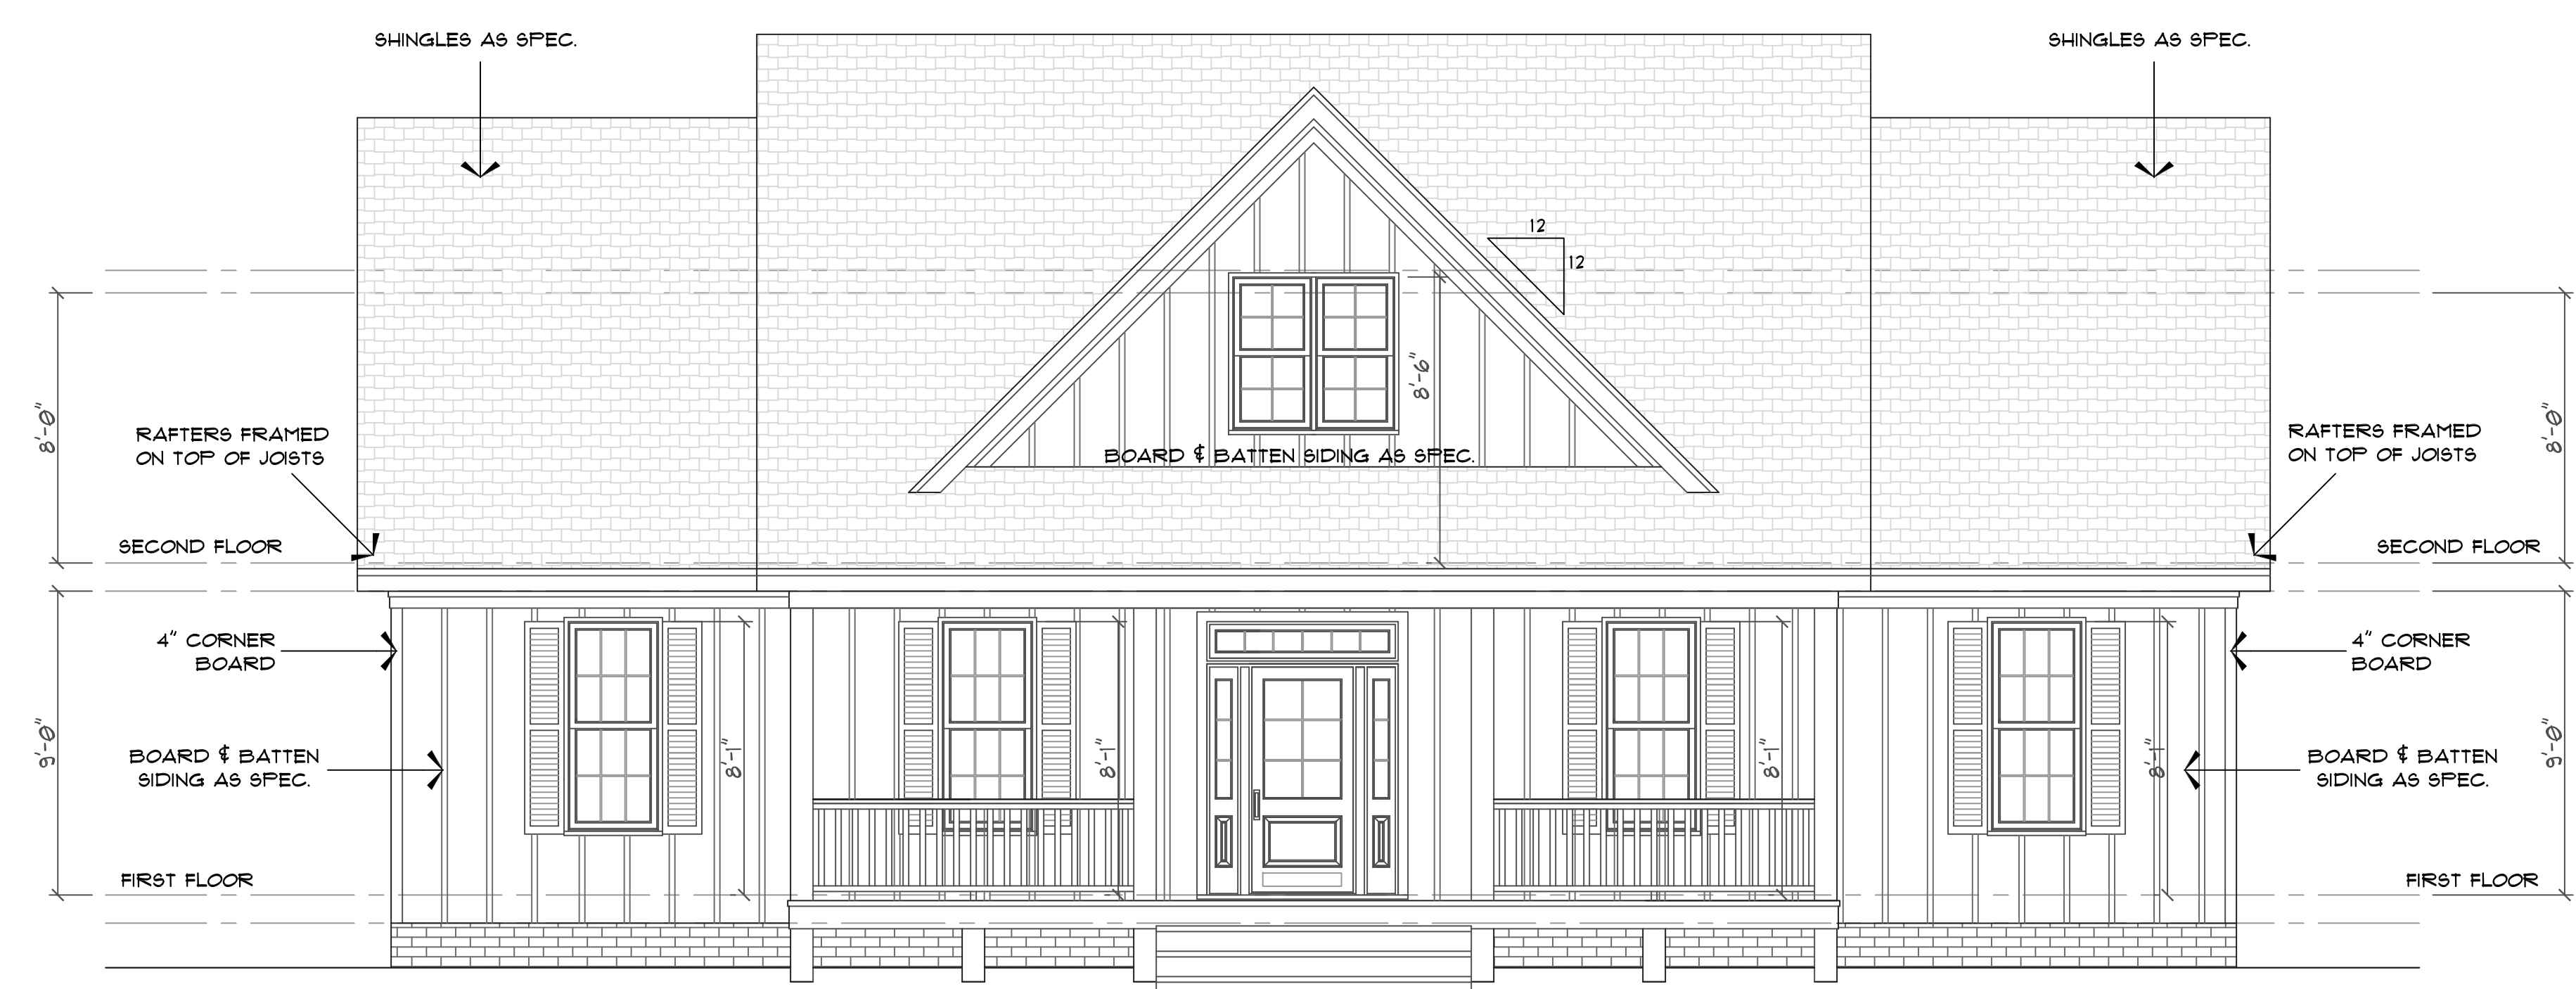 SHINGLES AS SPEC.
SHINGLES AS SPEC.
12
12
8'-0"
8'-6"
8'-0"
RAFTERS FRAMED
ON TOP OF JOISTS
RAFTERS FRAMED
ON TOP OF JOISTS
BOARD & BATTEN SIDING AS SPEC.
SECOND FLOOR
SECOND FLOOR
4" CORNER
BOARD
4" CORNER
BOARD
9'-0"
8'-1"
8'-1"
8'-1"
8'-1"
9'-0"
BOARD & BATTEN
SIDING AS SPEC.
BOARD & BATTEN
SIDING AS SPEC.
FIRST FLOOR
FIRST FLOOR